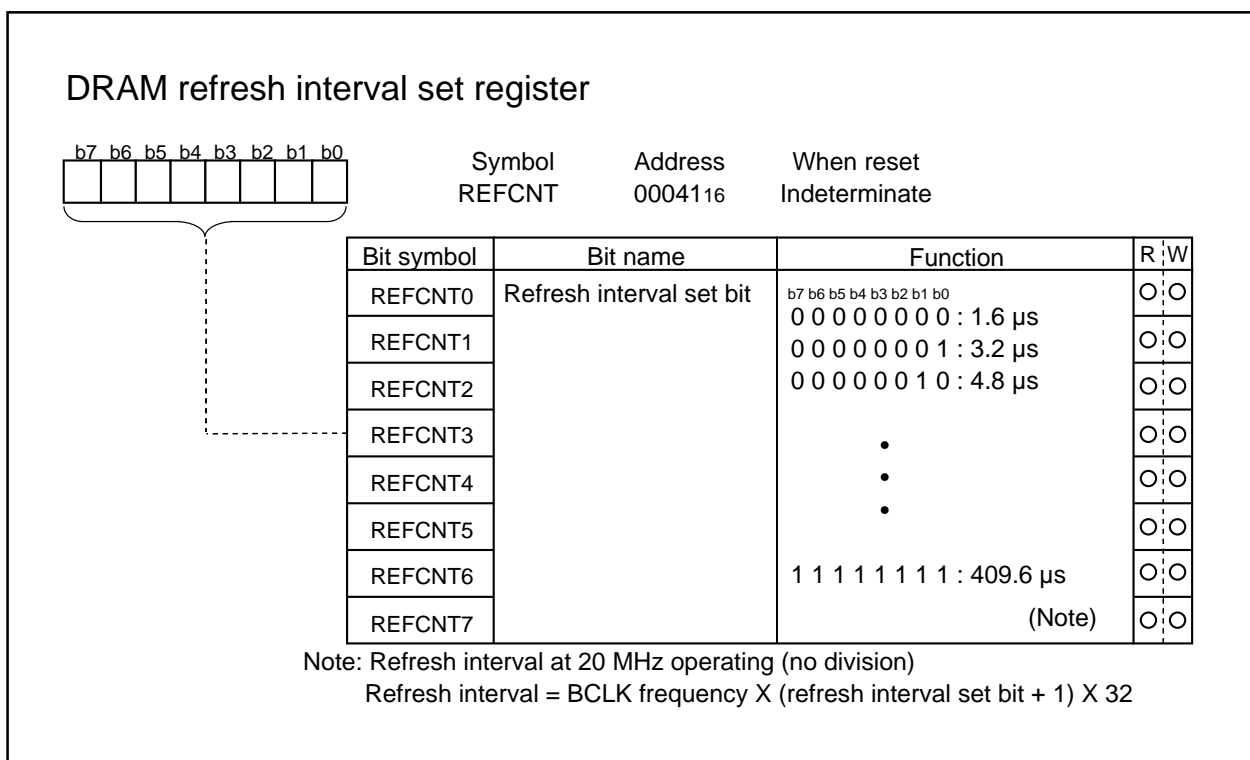 DRAM refresh interval set register
b7 b6 b5 b4 b3 b2 b1 b0
Symbol Address When reset
REFCNT 0004116 Indeterminate
Bit symbol Bit name Function R W
REFCNT0 Refresh interval set bit b7 b6 b5 b4 b3 b2 b1 b0
0 0 0 0 0 0 0 0 : 1.6 µs
REFCNT1 0 0 0 0 0 0 0 1 : 3.2 µs
REFCNT2 0 0 0 0 0 0 1 0 : 4.8 µs
REFCNT3
REFCNT4
REFCNT5
REFCNT6 1 1 1 1 1 1 1 1 : 409.6 µs
REFCNT7 (Note)
Note: Refresh interval at 20 MHz operating (no division)
Refresh interval = BCLK frequency X (refresh interval set bit + 1) X 32